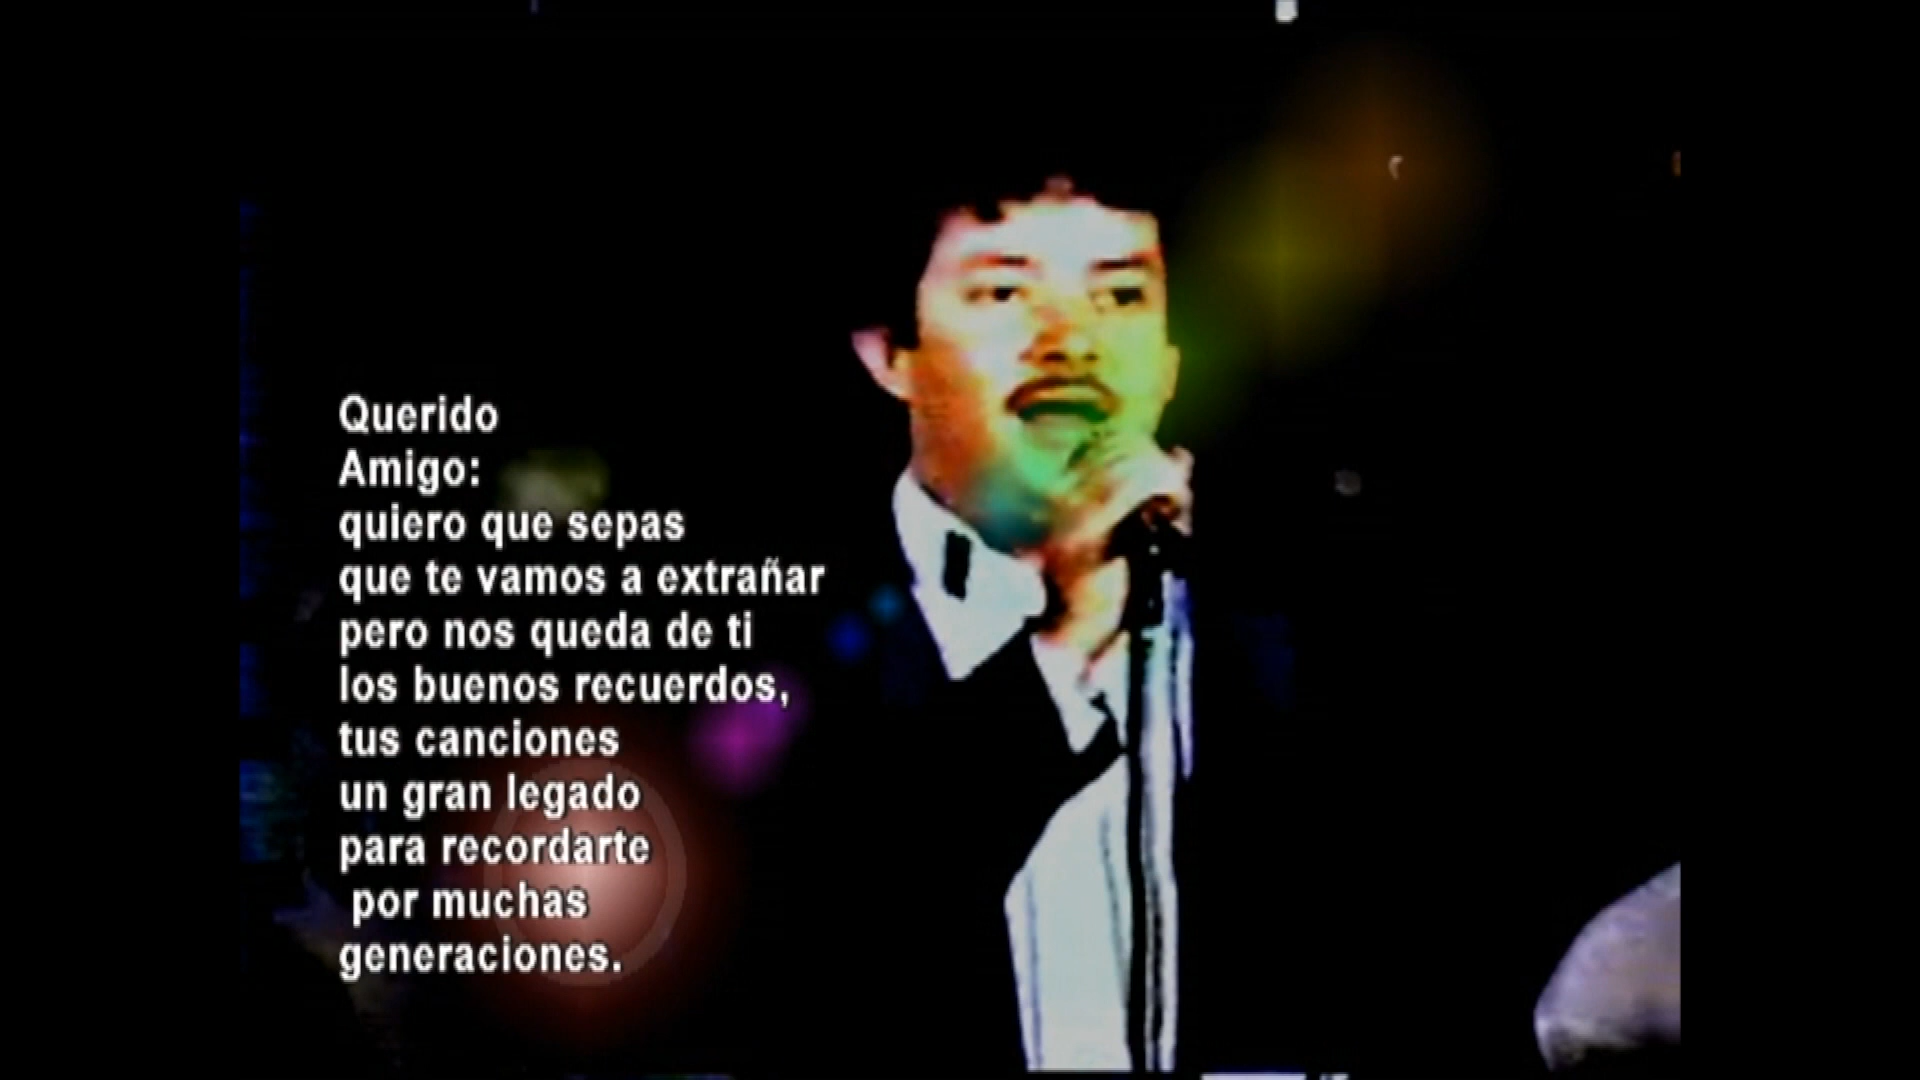 Querido
Amigo:
quiero que sepas
que te vamos a extrañar
pero nos queda de ti
los buenos recuerdos,
tus canciones
un gran legado
para recordarte
por muchas
generaciones.